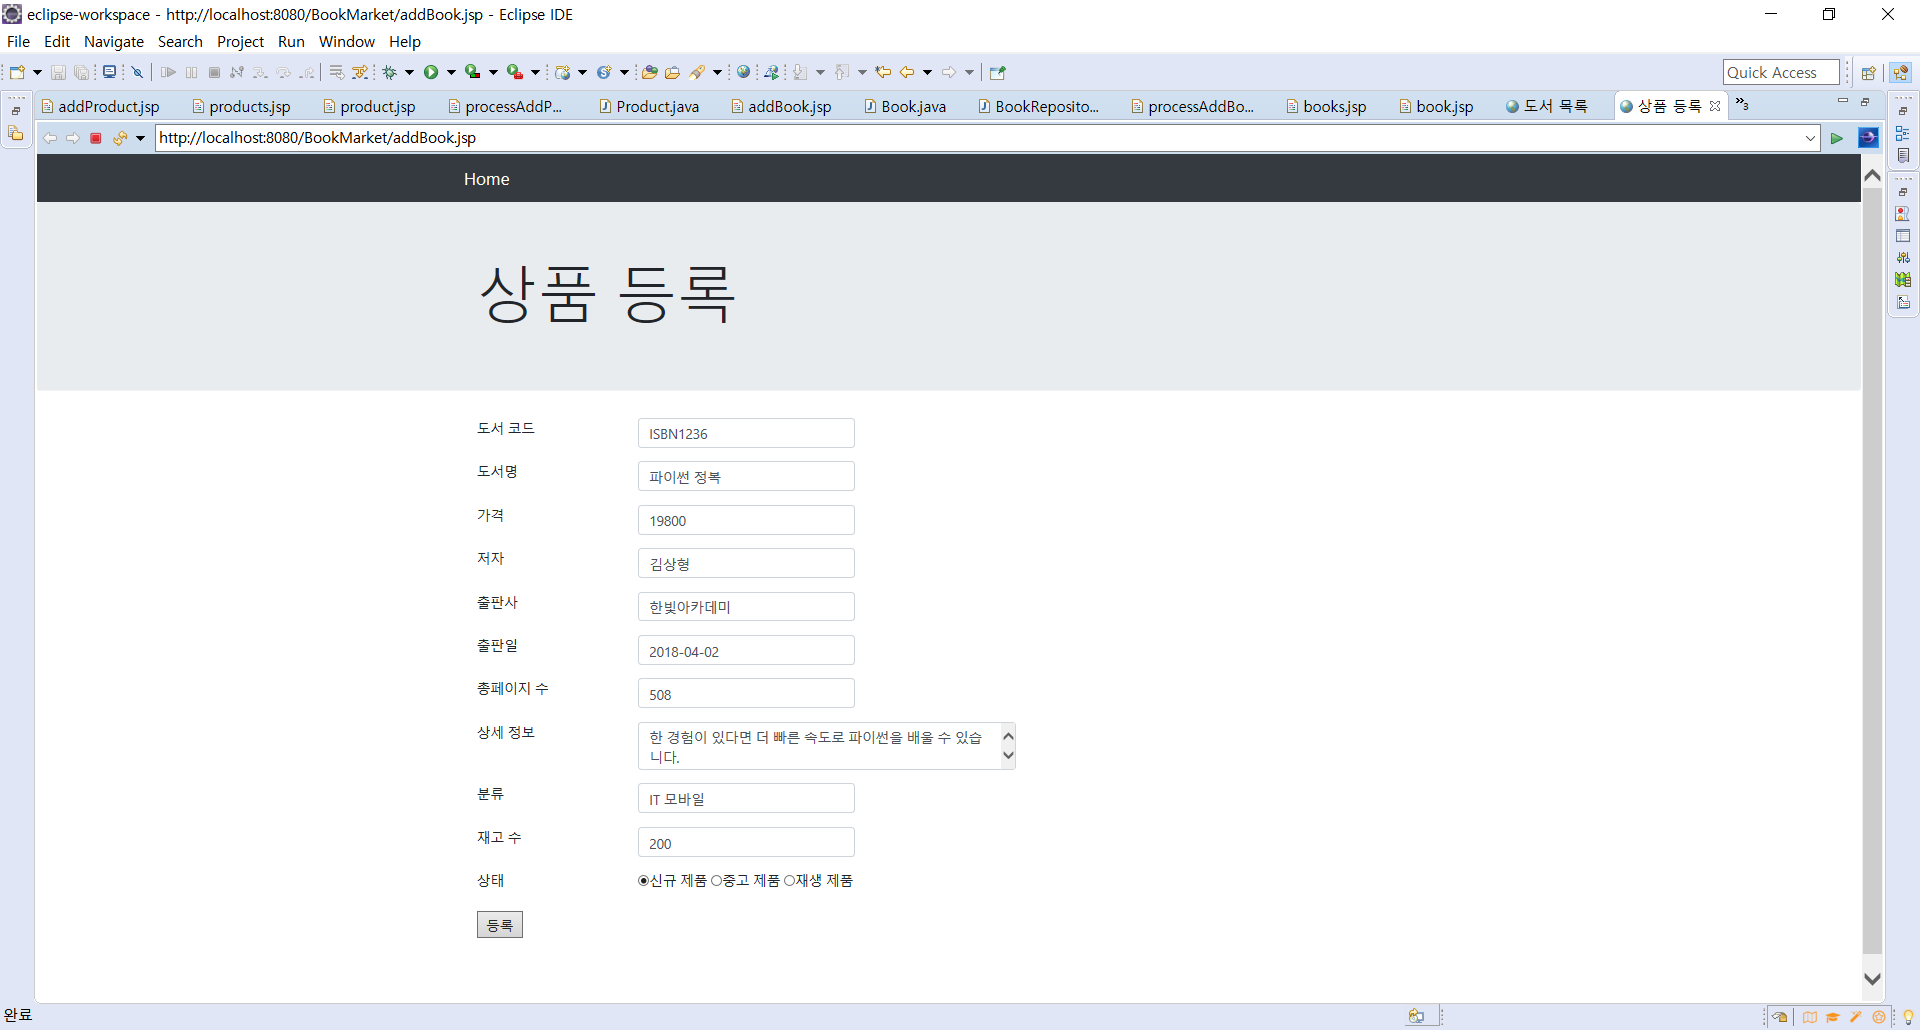 eclipse-workspace - http://localhost:8080/BookMarket/addBook.jsp - Eclipse IDE
File Edit Navigate Search Project Run Window Help
Quick Access
addProduct.jsp products.jsp product.jsp processAddP... Product.java addBook.jsp Book.java BookReposito... processAddBo... books.jsp book.jsp 도서 목록 상품 등록 »3
http://localhost:8080/BookMarket/addBook.jsp
Home
상품 등록
도서 코드 ISBN1236
도서명 파이썬 정복
가격 19800
저자 김상형
출판사 한빛아카데미
출판일 2018-04-02
총페이지 수 508
상세 정보 한 경험이 있다면 더 빠른 속도로 파이썬을 배울 수 있습
니다.
분류 IT 모바일
재고 수 200
상태 신규 제품 중고 제품 재생 제품
등록
완료